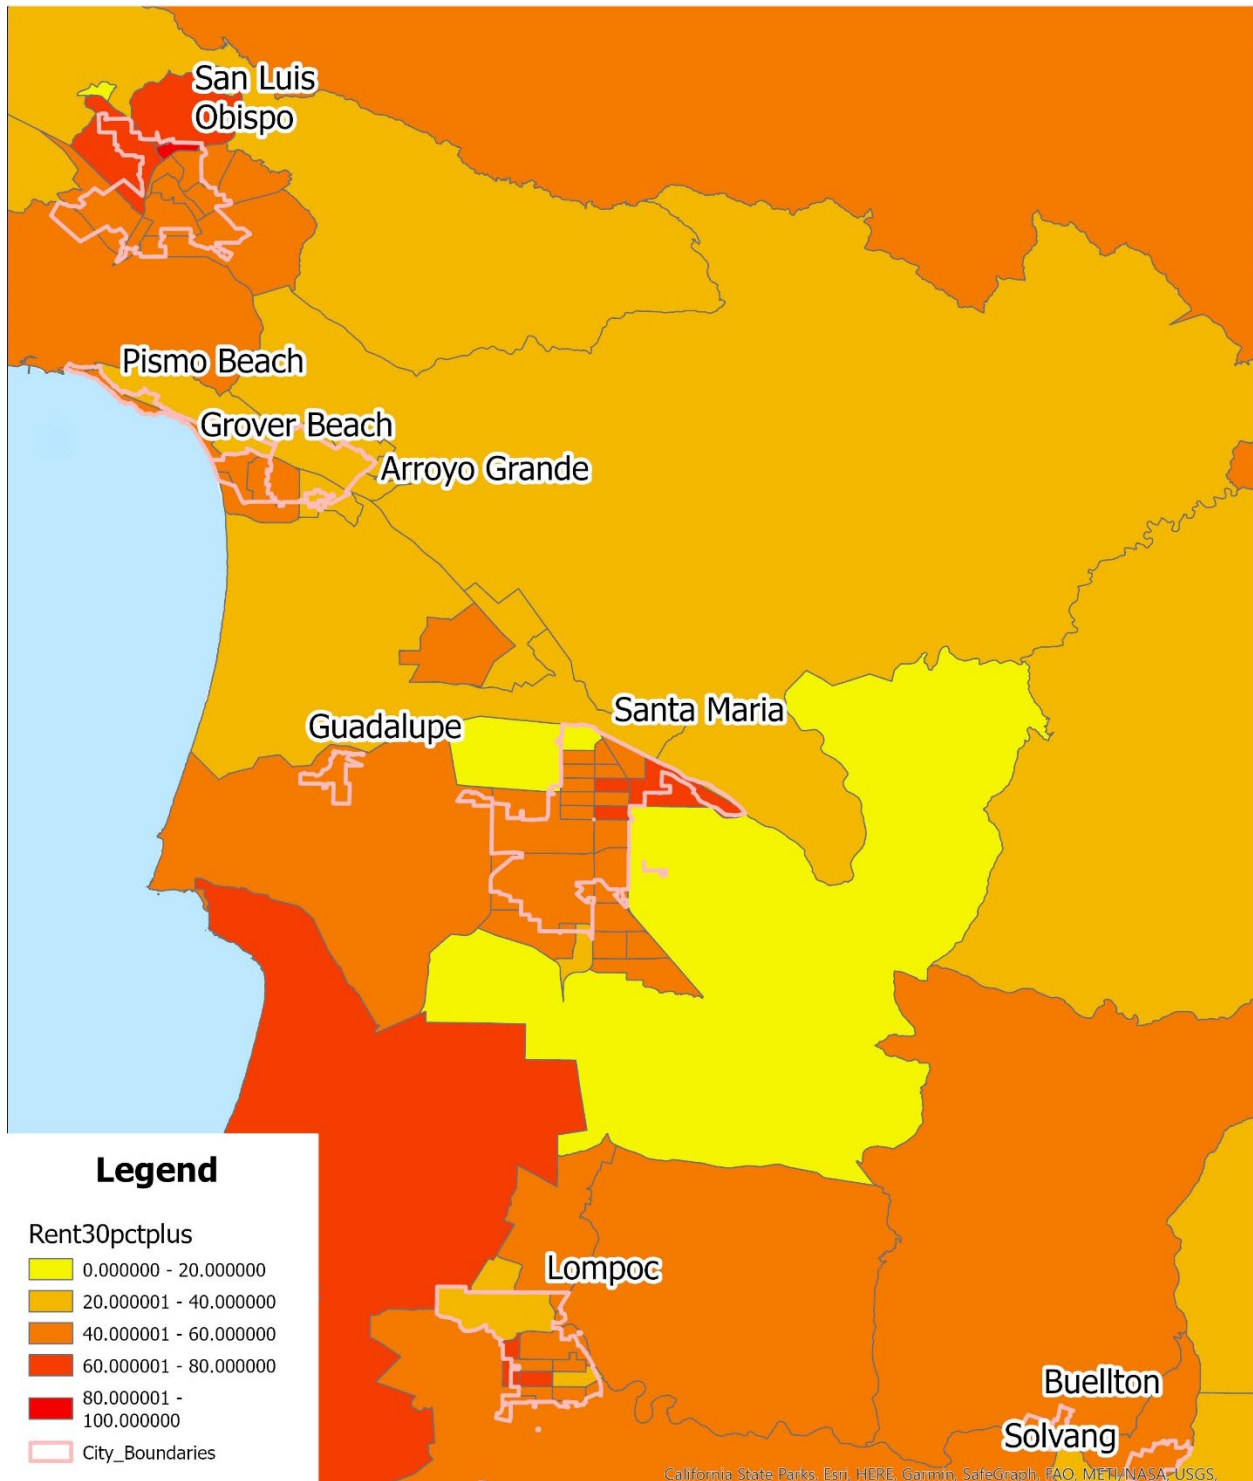 San Luis
Obispo
Pismo Beach
Grover Beach
Arroyo Grande
Santa Maria
Guadalupe
Lompoc
Buellton
Solvang
Legend
Rent30pctplus
0.000000 - 20.000000
20.000001 - 40.000000
40.000001 - 60.000000
60.000001 - 80.000000
80.000001 -
100.000000
City_Boundaries
California State Parks, Esri, HERE, Garmin, SafeGraph, FAO, METI/NASA, USGS,